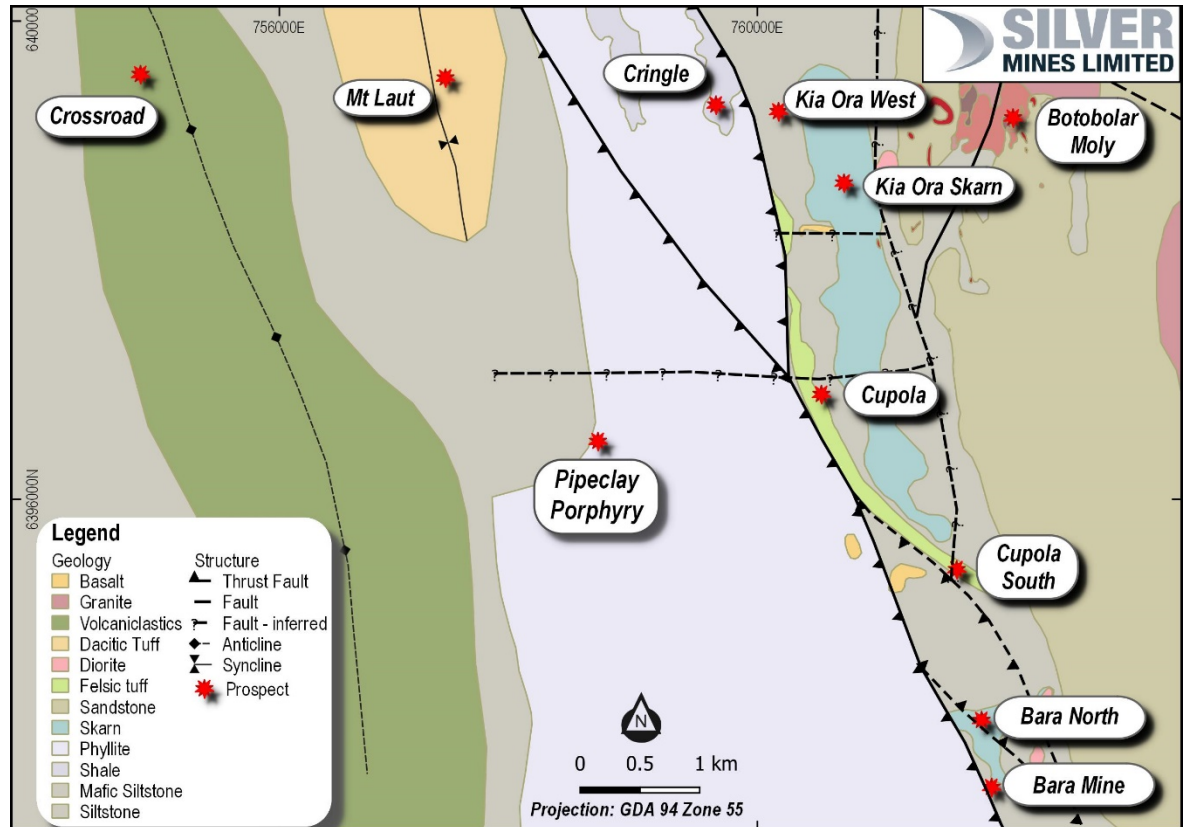 640000
756000E
760000E
SILVER
MINES LIMITED
Crossroad
Mt Laut
Cringle
Kia Ora West
Botobolar
Moly
Kia Ora Skarn
Cupola
Pipeclay
Porphyry
6396000N
Cupola
South
Bara North
Bara Mine
Legend
Geology
Basalt
Granite
Volcaniclastics
Dacitic Tuff
Diorite
Felsic tuff
Sandstone
Skarn
Phyllite
Shale
Mafic Siltstone
Siltstone
Structure
Thrust Fault
Fault
Fault - inferred
Anticline
Syncline
Prospect
N
0 0.5 1 km
Projection: GDA 94 Zone 55